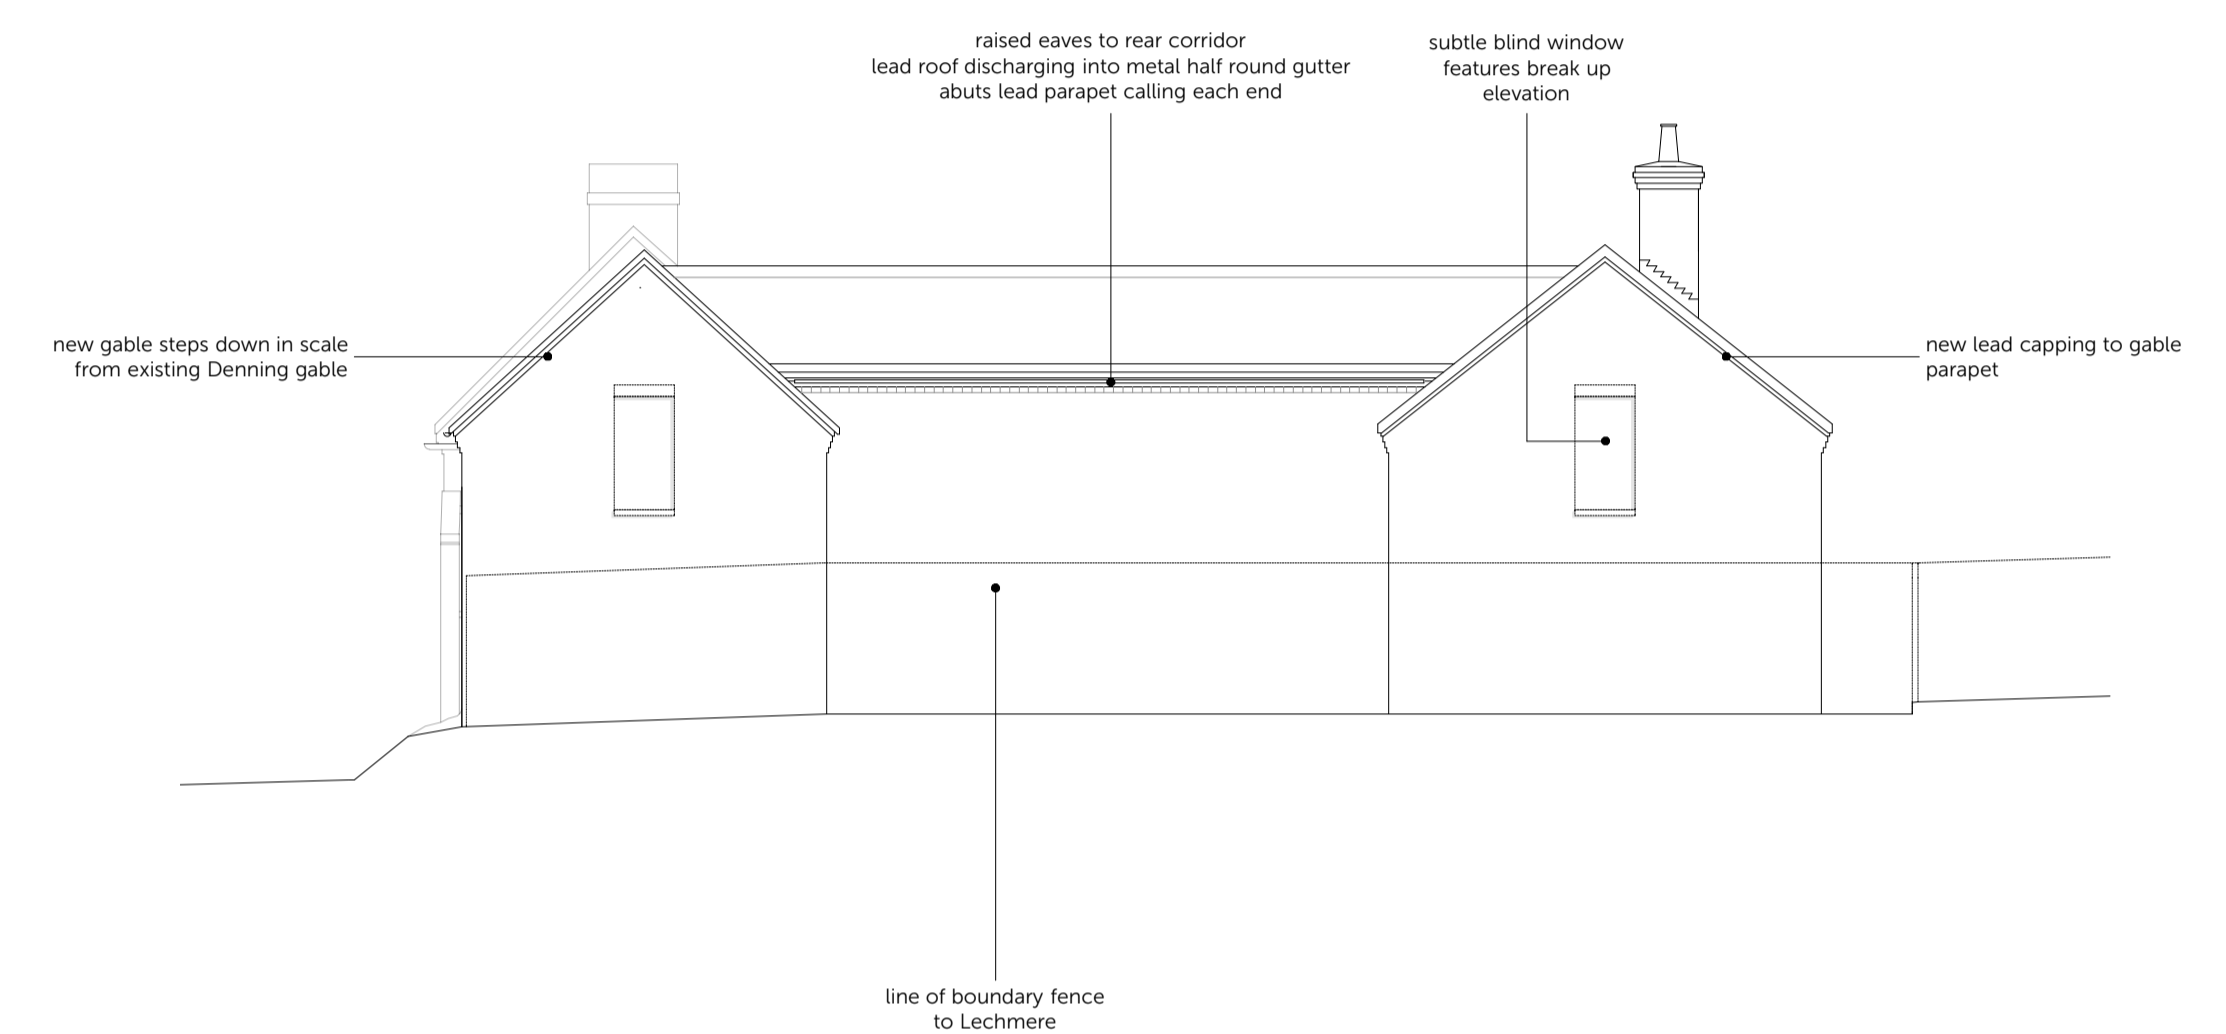 raised eaves to rear corridor
lead roof discharging into metal half round gutter
abuts lead parapet calling each end
subtle blind window
features break up
elevation
new gable steps down in scale
from existing Denning gable
new lead capping to gable
parapet
line of boundary fence
to Lechmere